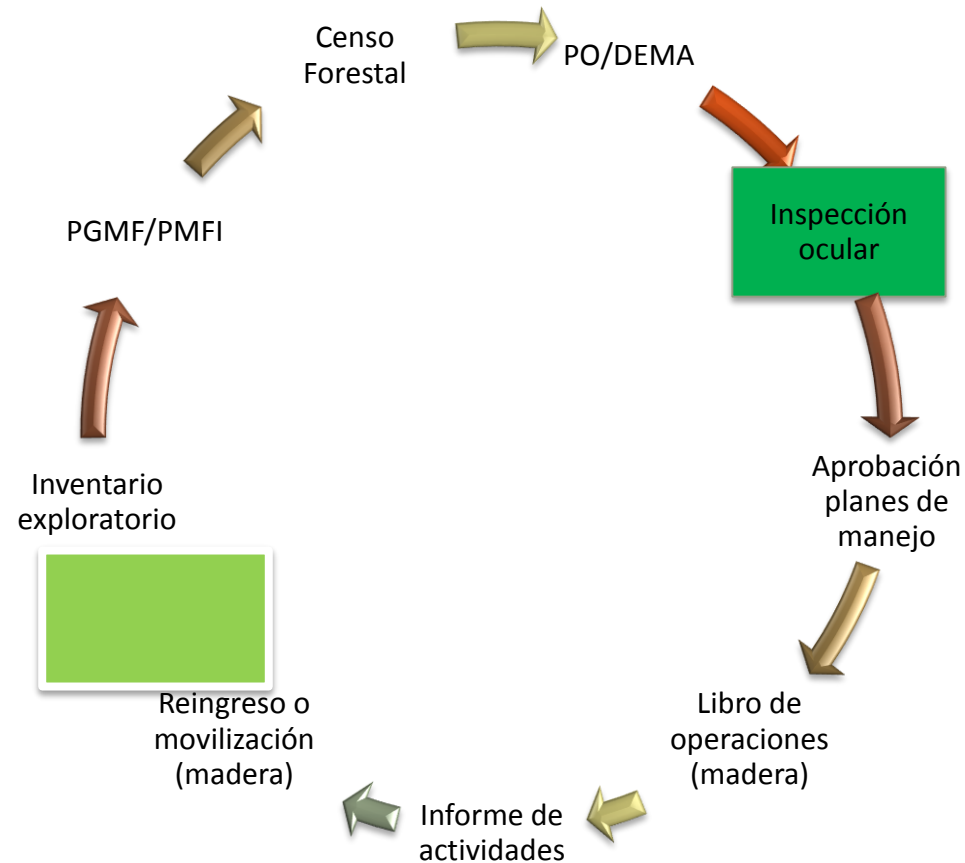 Censo
Forestal
PO/DEMA
Inspección
ocular
Aprobación
planes de
manejo
Libro de
operaciones
(madera)
Informe de
actividades
Reingreso o
movilización
(madera)
Inventario
exploratorio
PGMF/PMFI